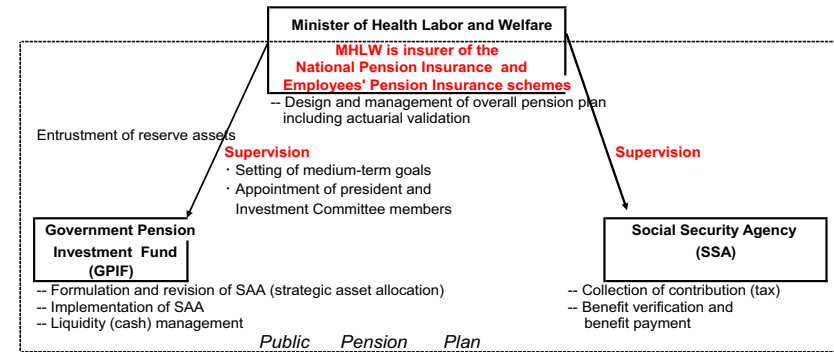 Minister of Health Labor and Welfare
MHLW is insurer of the
National Pension Insurance and
Employees' Pension Insurance schemes
-- Design and management of overall pension plan
including actuarial validation
Entrustment of reserve assets
Supervision
・ Setting of medium-term goals
・ Appointment of president and
Investment Committee members
Supervision
Government Pension
Investment Fund
(GPIF)
-- Formulation and revision of SAA (strategic asset allocation)
-- Implementation of SAA
-- Liquidity (cash) management
Social Security Agency
(SSA)
-- Collection of contribution (tax)
-- Benefit verification and
benefit payment
Public Pension Plan